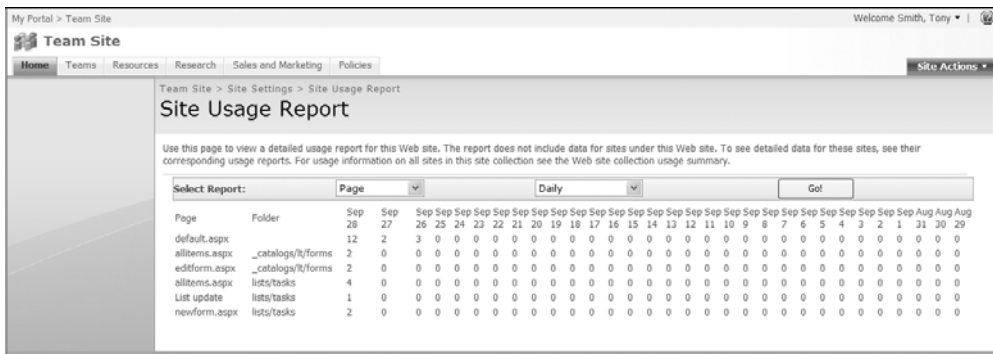 My Portal > Team Site
Welcome Smith, Tony
Team Site
Home Teams Resources Research Sales and Marketing Policies
Site Actions
Team Site > Site Settings > Site Usage Report
Site Usage Report
Use this page to view a detailed usage report for this Web site. The report does not include data for sites under this Web site. To see detailed data for these sites, see their
corresponding usage reports. For usage information on all sites in this site collection see the Web site collection usage summary.
Select Report: Page Daily Go!
Page Folder Sep 28 Sep 27 Sep 26 Sep 25 Sep 24 Sep 23 Sep 22 Sep 21 Sep 20 Sep 19 Sep 18 Sep 17 Sep 16 Sep 15 Sep 14 Sep 13 Sep 12 Sep 11 Sep 10 Sep 9 Sep 8 Sep 7 Sep 6 Sep 5 Sep 4 Sep 3 Sep 2 Sep 1 Aug 31 Aug 30 Aug 29
default.aspx 12 2 3 0 0 0 0 0 0 0 0 0 0 0 0 0 0 0 0 0 0 0 0 0 0 0 0 0 0 0 0
allitems.aspx _catalogs/lt/forms 2 0 0 0 0 0 0 0 0 0 0 0 0 0 0 0 0 0 0 0 0 0 0 0 0 0 0 0 0 0 0
editform.aspx _catalogs/lt/forms 2 0 0 0 0 0 0 0 0 0 0 0 0 0 0 0 0 0 0 0 0 0 0 0 0 0 0 0 0 0 0
allitems.aspx lists/tasks 4 0 0 0 0 0 0 0 0 0 0 0 0 0 0 0 0 0 0 0 0 0 0 0 0 0 0 0 0 0 0
List update lists/tasks 1 0 0 0 0 0 0 0 0 0 0 0 0 0 0 0 0 0 0 0 0 0 0 0 0 0 0 0 0 0 0
newform.aspx lists/tasks 2 0 0 0 0 0 0 0 0 0 0 0 0 0 0 0 0 0 0 0 0 0 0 0 0 0 0 0 0 0 0